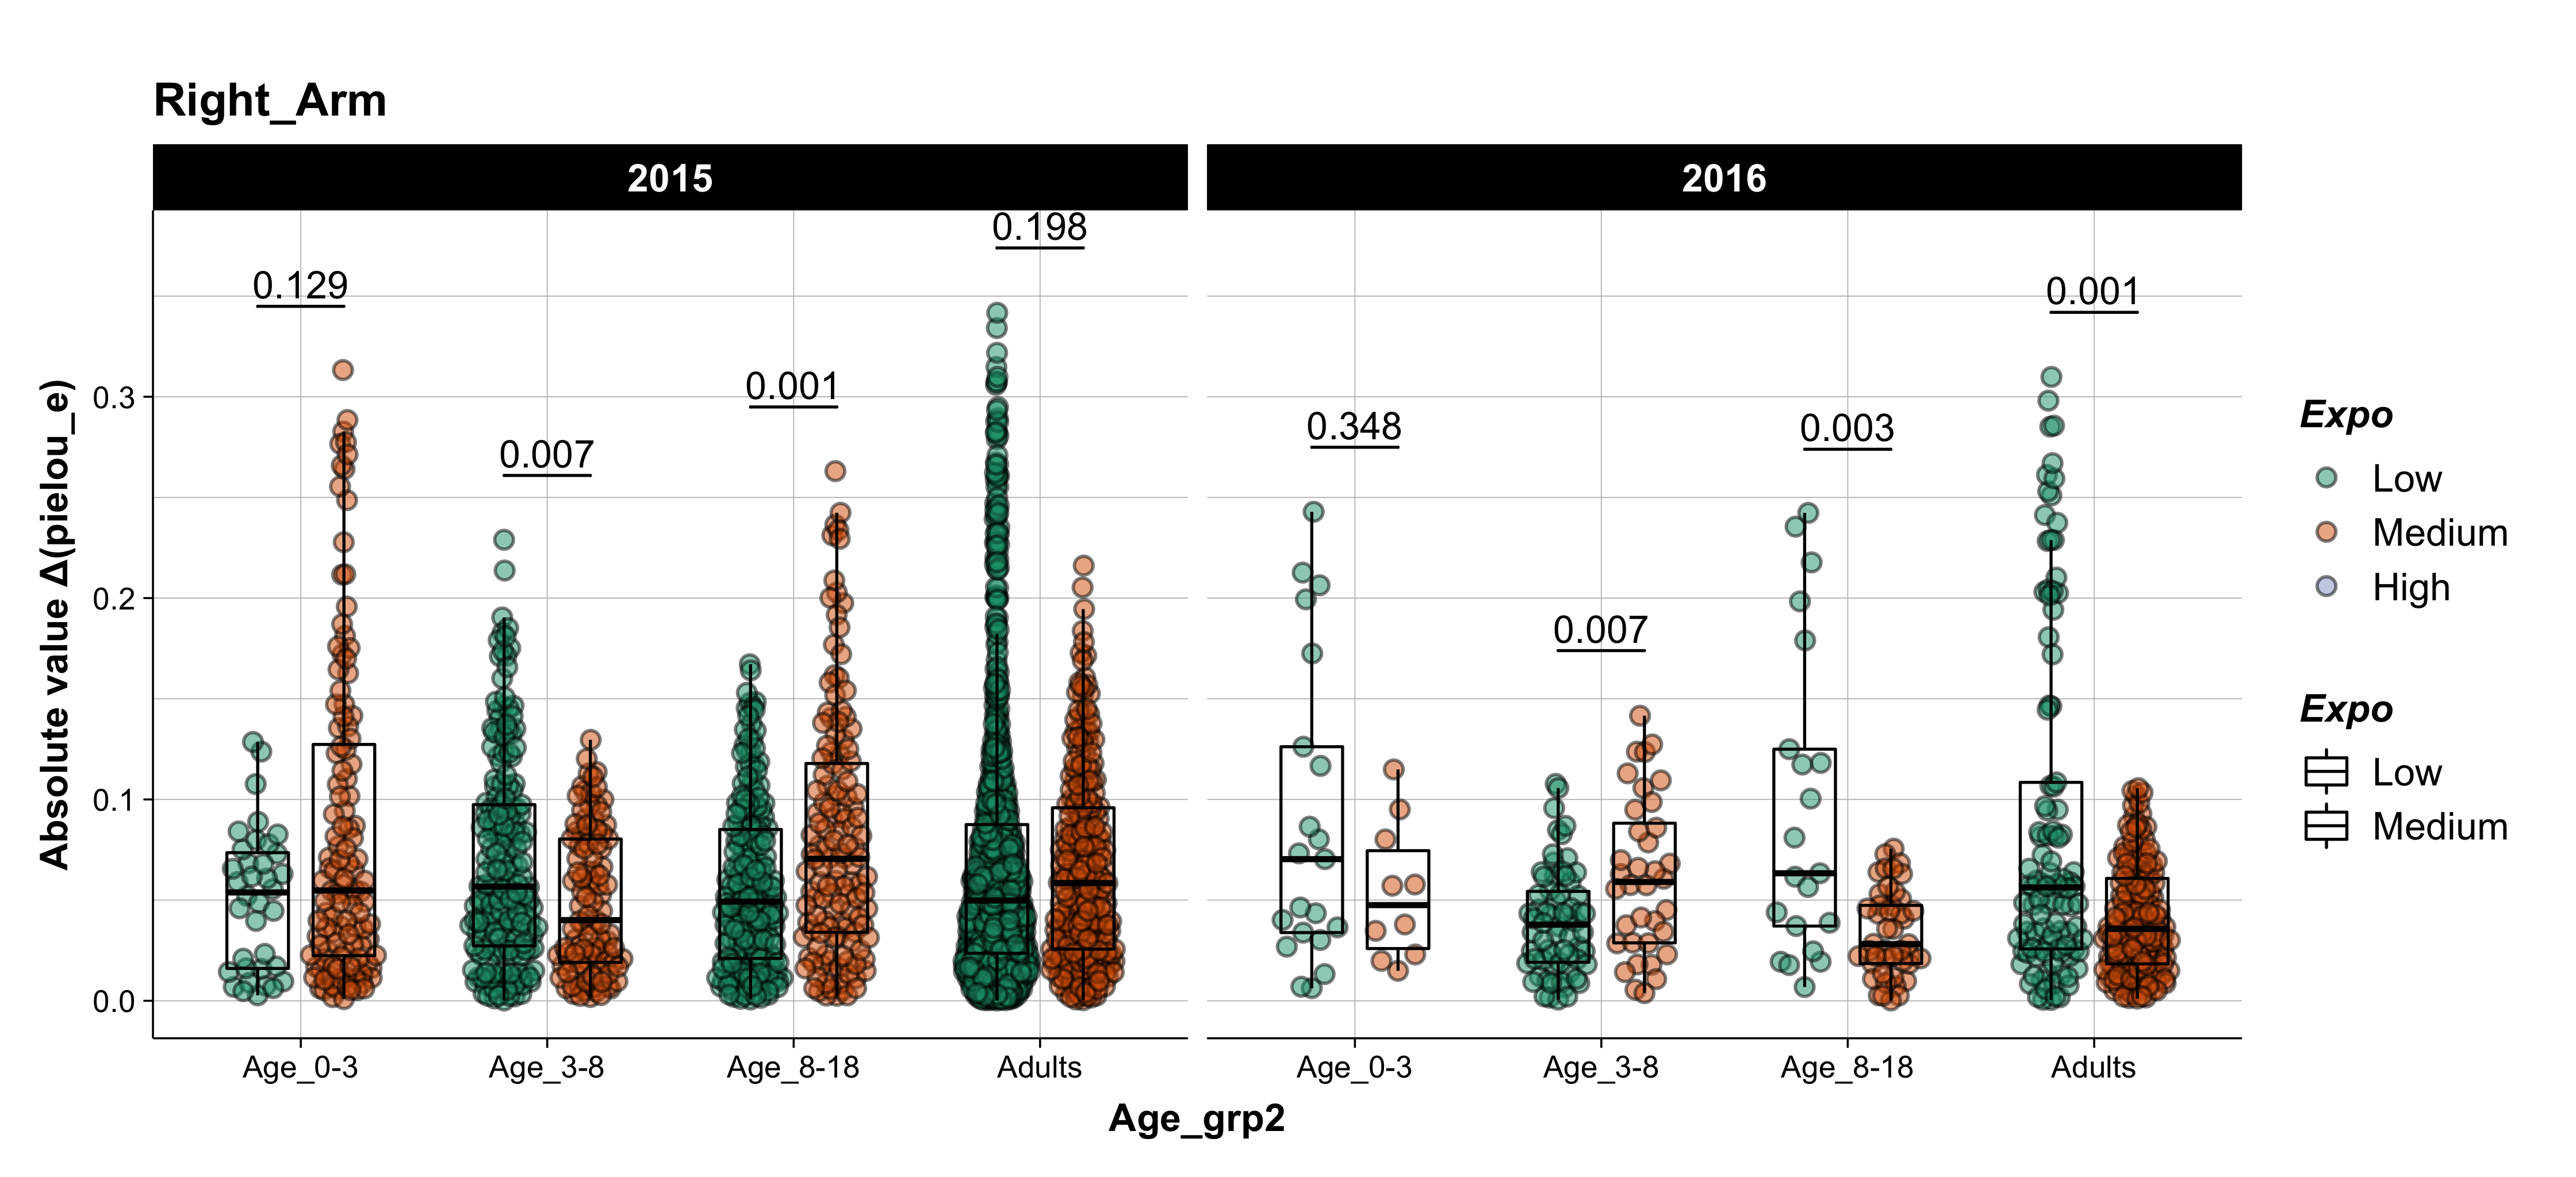 Right_Arm
2015
2016
0.129
0.007
0.001
0.198
0.348
0.007
0.003
0.001
Absolute value Δ(pielou_e)
0.3
0.2
0.1
0.0
Age_0-3
Age_3-8
Age_8-18
Adults
Age_0-3
Age_3-8
Age_8-18
Adults
Age_grp2
Expo
Low
Medium
High
Expo
Low
Medium